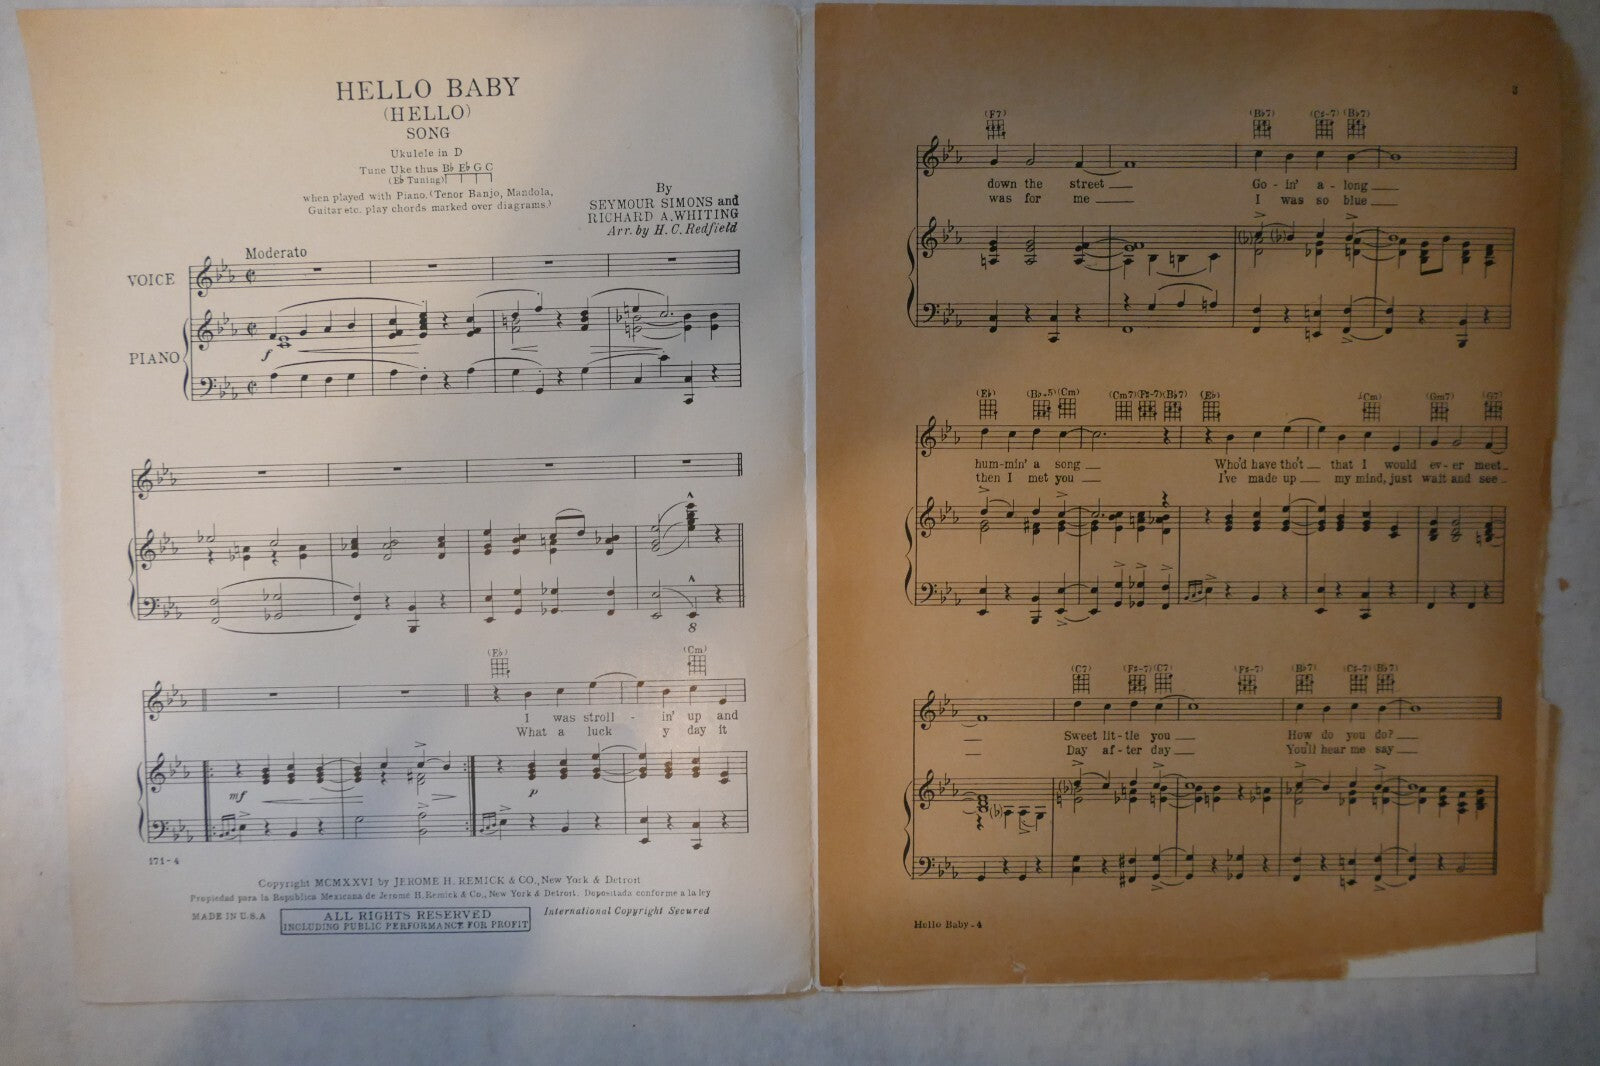 HELLO BABY
(HELLO)
SONG
Ukulele in D
Tune Uke thus B♭ E♭ G C
(E♭ Tuning)
when played with Piano. (Tenor Banjo, Mandola,
Guitar etc. play chords marked over diagrams.)
By
SEYMOUR SIMONS and
RICHARD A. WHITING
Arr. by H. C. Redfield
Moderato
VOICE
PIANO
f
8
(E♭) (Cm)
I was stroll - in' up and
What a luck y day it
mf p
171-4
Copyright MCMXXVI by JEROME H. REMICK & CO., New York & Detroit
Propiedad para la Republica Mexicana de Jerome H. Remick & Co., New York & Detroit. Depositada conforme a la ley
MADE IN U.S.A
ALL RIGHTS RESERVED
INCLUDING PUBLIC PERFORMANCE FOR PROFIT
International Copyright Secured
3
(F7) (B♭7) (C♯-7) (B♭7)
down the street Go - in' a - long
was for me I was so blue
(E♭) (B♭+5) (Cm) (Cm7) (F♯-7) (B♭7) (E♭) (Cm) (Gm7) (G7)
hum-min' a song Who'd have tho't that I would ev - er meet
then I met you I've made up my mind, just wait and see
(C7) (F♯-7) (C7) (F♯-7) (B♭7) (C♯-7) (B♭7)
Sweet lit-tle you How do you do?
Day af-ter day You'll hear me say
Hello Baby - 4